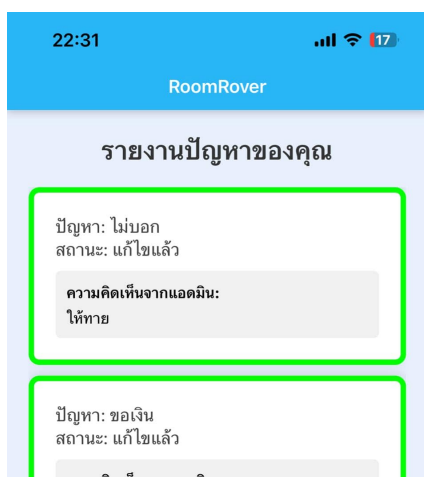 22:31
17
RoomRover
รายงานปัญหาของคุณ
ปัญหา: ไม่บอก
สถานะ: แก้ไขแล้ว
ความคิดเห็นจากแอดมิน:
ให้ทาย
ปัญหา: ขอเงิน
สถานะ: แก้ไขแล้ว